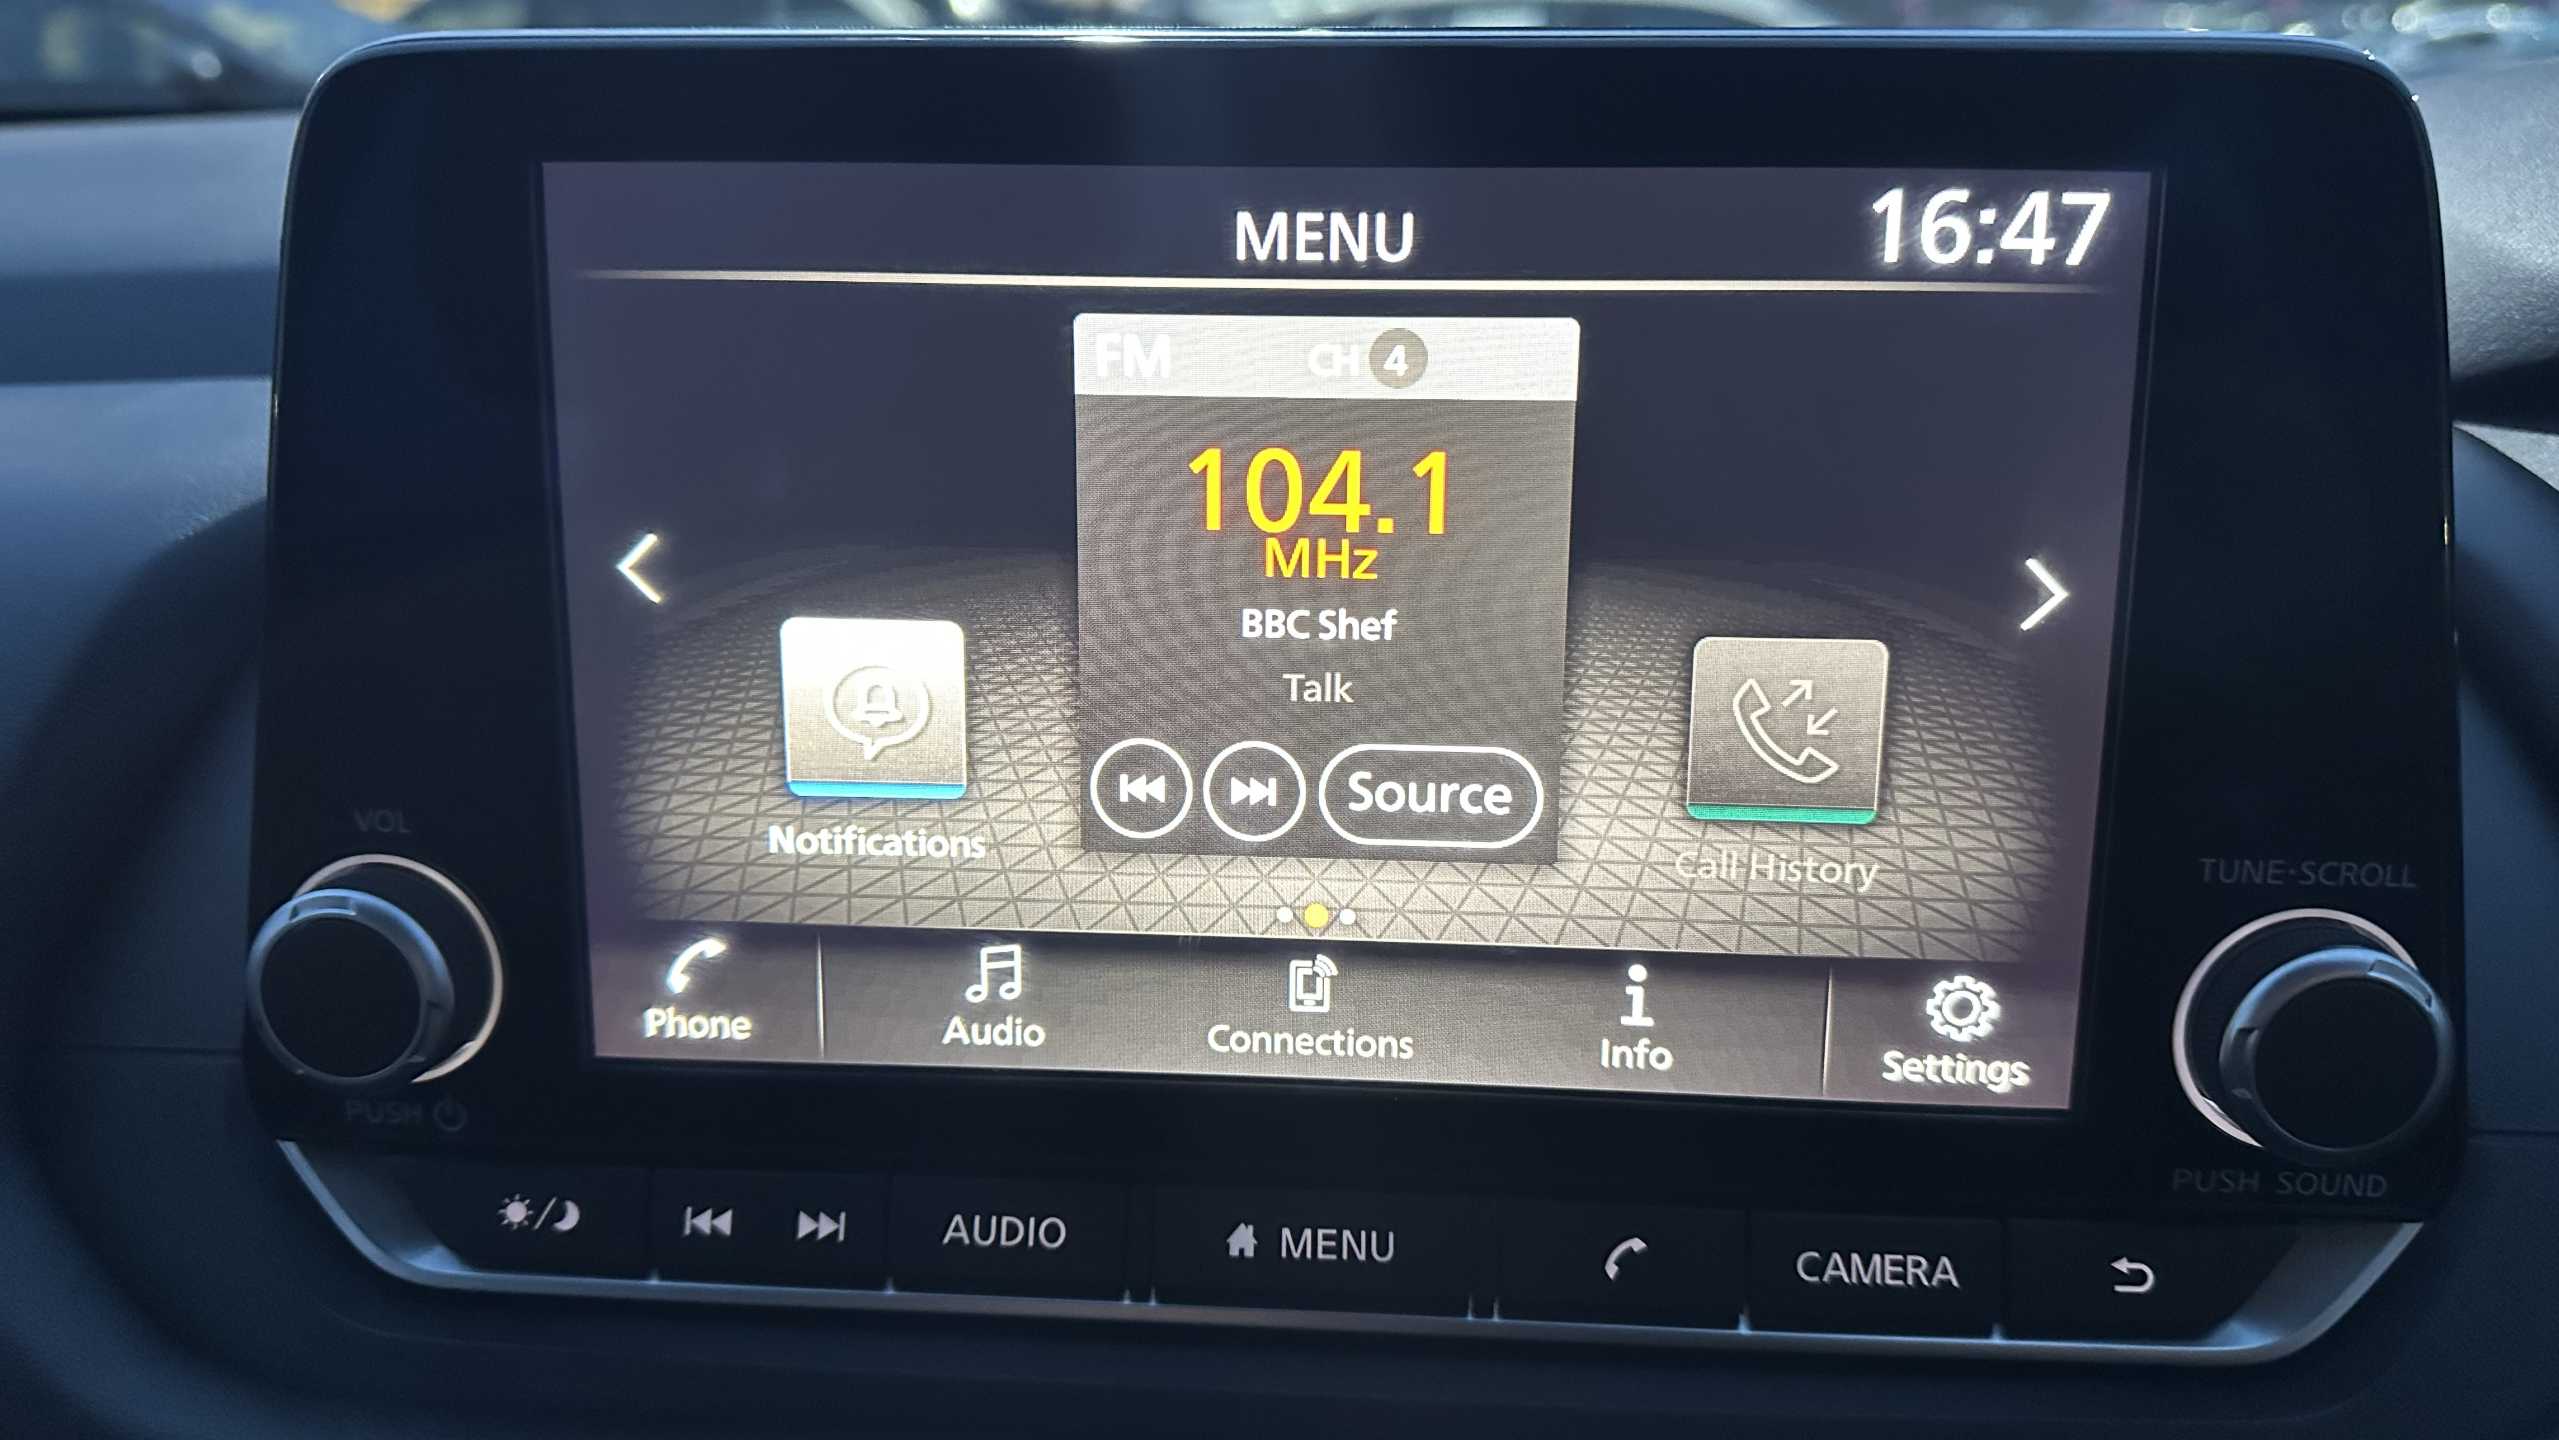 MENU
16:47
FM
CH 4
104.1
MHz
BBC Shef
Talk
Source
Notifications
Call History
Phone
Audio
Connections
Info
Settings
VOL
PUSH
TUNE·SCROLL
PUSH SOUND
AUDIO
MENU
CAMERA